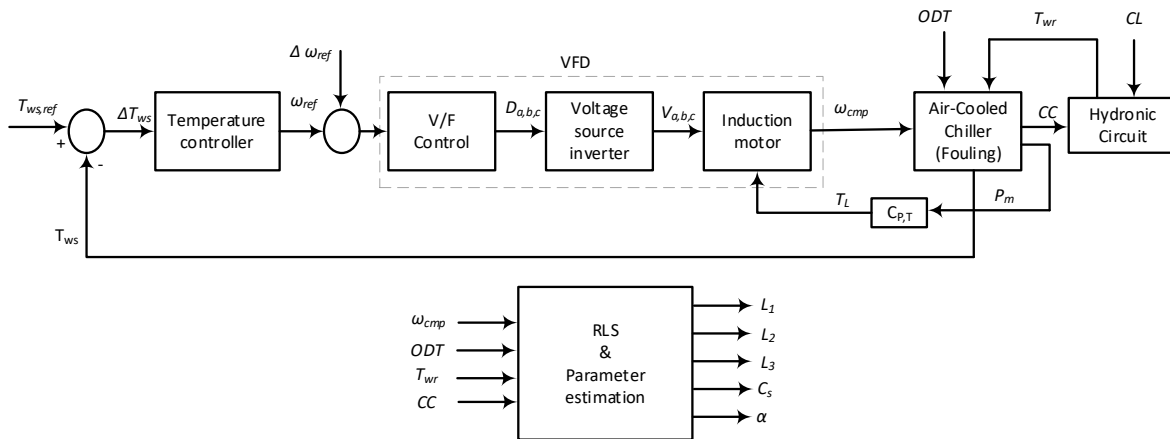 ODT
T_wr
CL
Δ ω_ref
VFD
T_ws,ref
+
-
ΔT_ws
Temperature
controller
ω_ref
V/F
Control
D_a,b,c
Voltage
source
inverter
V_a,b,c
Induction
motor
ω_cmp
Air-Cooled
Chiller
(Fouling)
CC
Hydronic
Circuit
T_L
C_P,T
P_m
T_ws
ω_cmp
ODT
T_wr
CC
RLS
&
Parameter
estimation
L_1
L_2
L_3
C_s
α